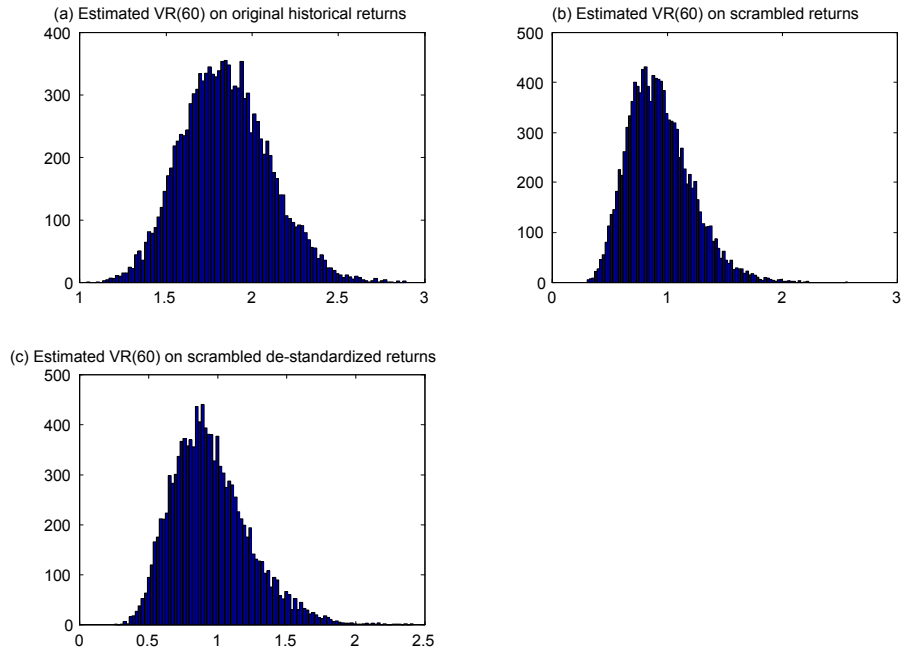 (a) Estimated VR(60) on original historical returns
400
300
200
100
0
1 1.5 2 2.5 3
(b) Estimated VR(60) on scrambled returns
500
400
300
200
100
0
0 1 2 3
(c) Estimated VR(60) on scrambled de-standardized returns
500
400
300
200
100
0
0 0.5 1 1.5 2 2.5